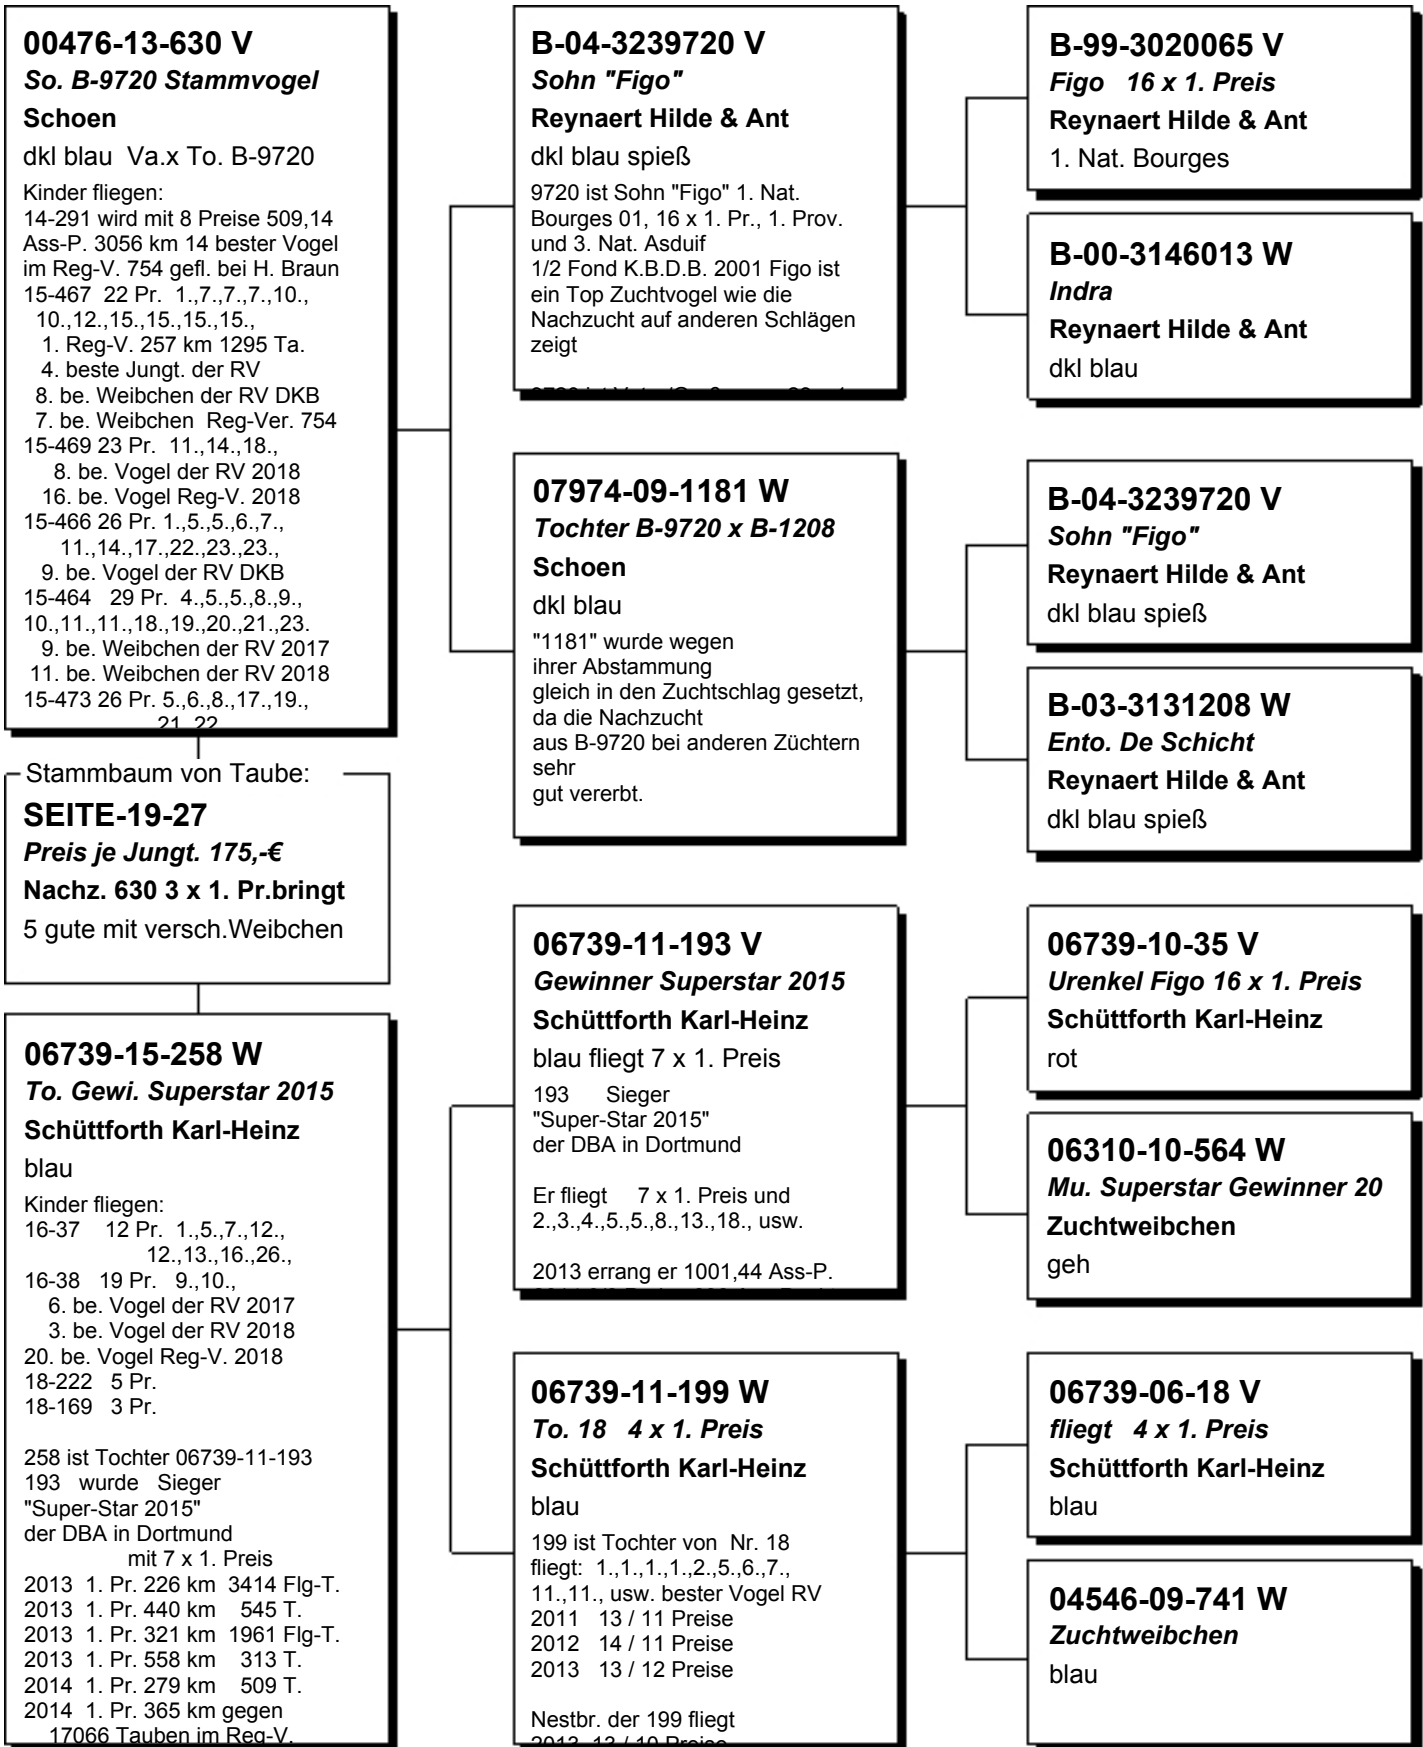 00476-13-630 V
So. B-9720 Stammvogel
Schoen
dkl blau Va.x To. B-9720
Kinder fliegen:
14-291 wird mit 8 Preise 509,14
Ass-P. 3056 km 14 bester Vogel
im Reg-V. 754 gefl. bei H. Braun
15-467 22 Pr. 1.,7.,7.,7.,10.,
10.,12.,15.,15.,15.,15.,
1. Reg-V. 257 km 1295 Ta.
4. beste Jungt. der RV
8. be. Weibchen der RV DKB
7. be. Weibchen Reg-Ver. 754
15-469 23 Pr. 11.,14.,18.,
8. be. Vogel der RV 2018
16. be. Vogel Reg-V. 2018
15-466 26 Pr. 1.,5.,5.,6.,7.,
11.,14.,17.,22.,23.,23.,
9. be. Vogel der RV DKB
15-464 29 Pr. 4.,5.,5.,8.,9.,
10.,11.,11.,18.,19.,20.,21.,23.
9. be. Weibchen der RV 2017
11. be. Weibchen der RV 2018
15-473 26 Pr. 5.,6.,8.,17.,19.,
21 22
Stammbaum von Taube:
SEITE-19-27
Preis je Jungt. 175,-€
Nachz. 630 3 x 1. Pr.bringt
5 gute mit versch.Weibchen
06739-15-258 W
To. Gewi. Superstar 2015
Schüttforth Karl-Heinz
blau
Kinder fliegen:
16-37 12 Pr. 1.,5.,7.,12.,
12.,13.,16.,26.,
16-38 19 Pr. 9.,10.,
6. be. Vogel der RV 2017
3. be. Vogel der RV 2018
20. be. Vogel Reg-V. 2018
18-222 5 Pr.
18-169 3 Pr.
258 ist Tochter 06739-11-193
193 wurde Sieger
"Super-Star 2015"
der DBA in Dortmund
mit 7 x 1. Preis
2013 1. Pr. 226 km 3414 Flg-T.
2013 1. Pr. 440 km 545 T.
2013 1. Pr. 321 km 1961 Flg-T.
2013 1. Pr. 558 km 313 T.
2014 1. Pr. 279 km 509 T.
2014 1. Pr. 365 km gegen
17066 Tauben im Reg-V.
B-04-3239720 V
Sohn "Figo"
Reynaert Hilde & Ant
dkl blau spieß
9720 ist Sohn "Figo" 1. Nat.
Bourges 01, 16 x 1. Pr., 1. Prov.
und 3. Nat. Asduif
1/2 Fond K.B.D.B. 2001 Figo ist
ein Top Zuchtvogel wie die
Nachzucht auf anderen Schlägen
zeigt
07974-09-1181 W
Tochter B-9720 x B-1208
Schoen
dkl blau
"1181" wurde wegen
ihrer Abstammung
gleich in den Zuchtschlag gesetzt,
da die Nachzucht
aus B-9720 bei anderen Züchtern
sehr
gut vererbt.
06739-11-193 V
Gewinner Superstar 2015
Schüttforth Karl-Heinz
blau fliegt 7 x 1. Preis
193 Sieger
"Super-Star 2015"
der DBA in Dortmund
Er fliegt 7 x 1. Preis und
2.,3.,4.,5.,5.,8.,13.,18., usw.
2013 errang er 1001,44 Ass-P.
06739-11-199 W
To. 18 4 x 1. Preis
Schüttforth Karl-Heinz
blau
199 ist Tochter von Nr. 18
fliegt: 1.,1.,1.,1.,2.,5.,6.,7.,
11.,11., usw. bester Vogel RV
2011 13 / 11 Preise
2012 14 / 11 Preise
2013 13 / 12 Preise
Nestbr. der 199 fliegt
2013 13 / 10 Preise
B-99-3020065 V
Figo 16 x 1. Preis
Reynaert Hilde & Ant
1. Nat. Bourges
B-00-3146013 W
Indra
Reynaert Hilde & Ant
dkl blau
B-04-3239720 V
Sohn "Figo"
Reynaert Hilde & Ant
dkl blau spieß
B-03-3131208 W
Ento. De Schicht
Reynaert Hilde & Ant
dkl blau spieß
06739-10-35 V
Urenkel Figo 16 x 1. Preis
Schüttforth Karl-Heinz
rot
06310-10-564 W
Mu. Superstar Gewinner 20
Zuchtweibchen
geh
06739-06-18 V
fliegt 4 x 1. Preis
Schüttforth Karl-Heinz
blau
04546-09-741 W
Zuchtweibchen
blau